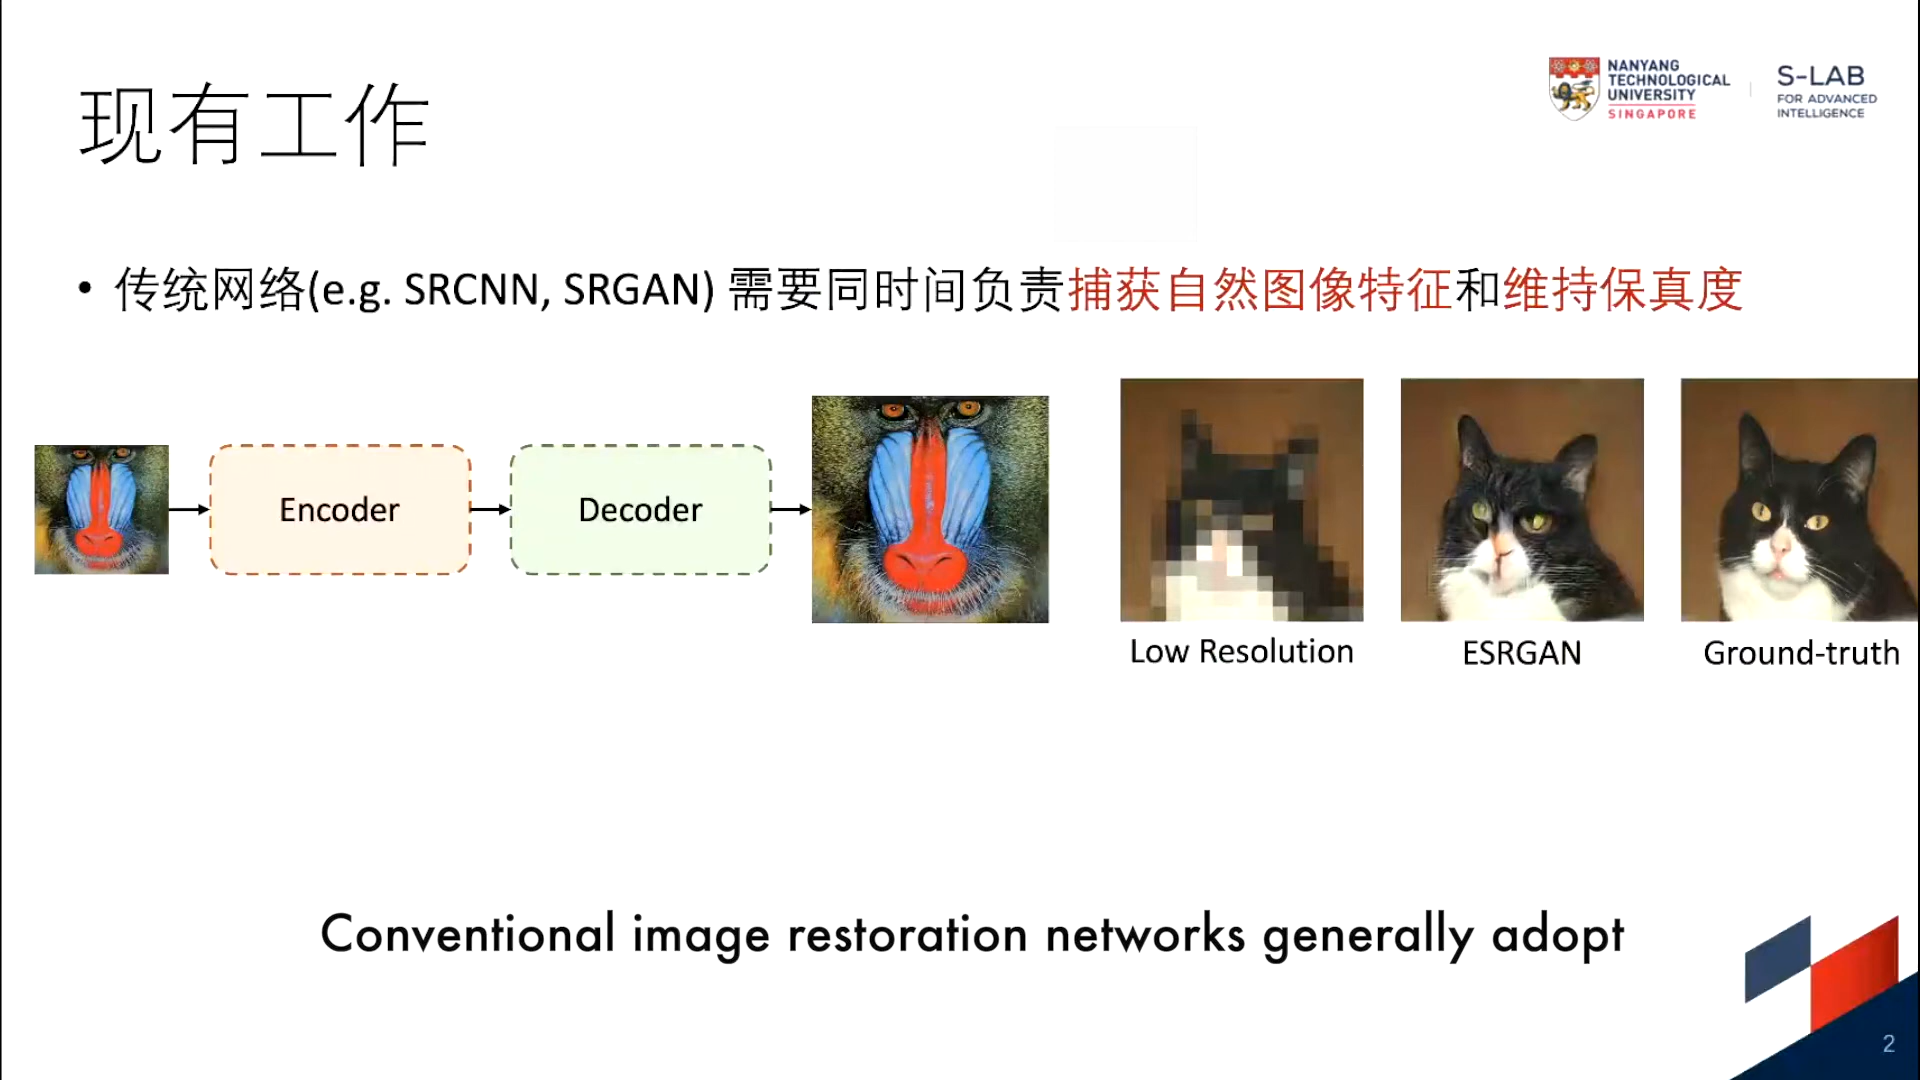 现有工作
NANYANG
TECHNOLOGICAL
UNIVERSITY
SINGAPORE
S-LAB
FOR ADVANCED
INTELLIGENCE
• 传统网络(e.g. SRCNN, SRGAN) 需要同时间负责捕获自然图像特征和维持保真度
Encoder
Decoder
Low Resolution
ESRGAN
Ground-truth
Conventional image restoration networks generally adopt
2